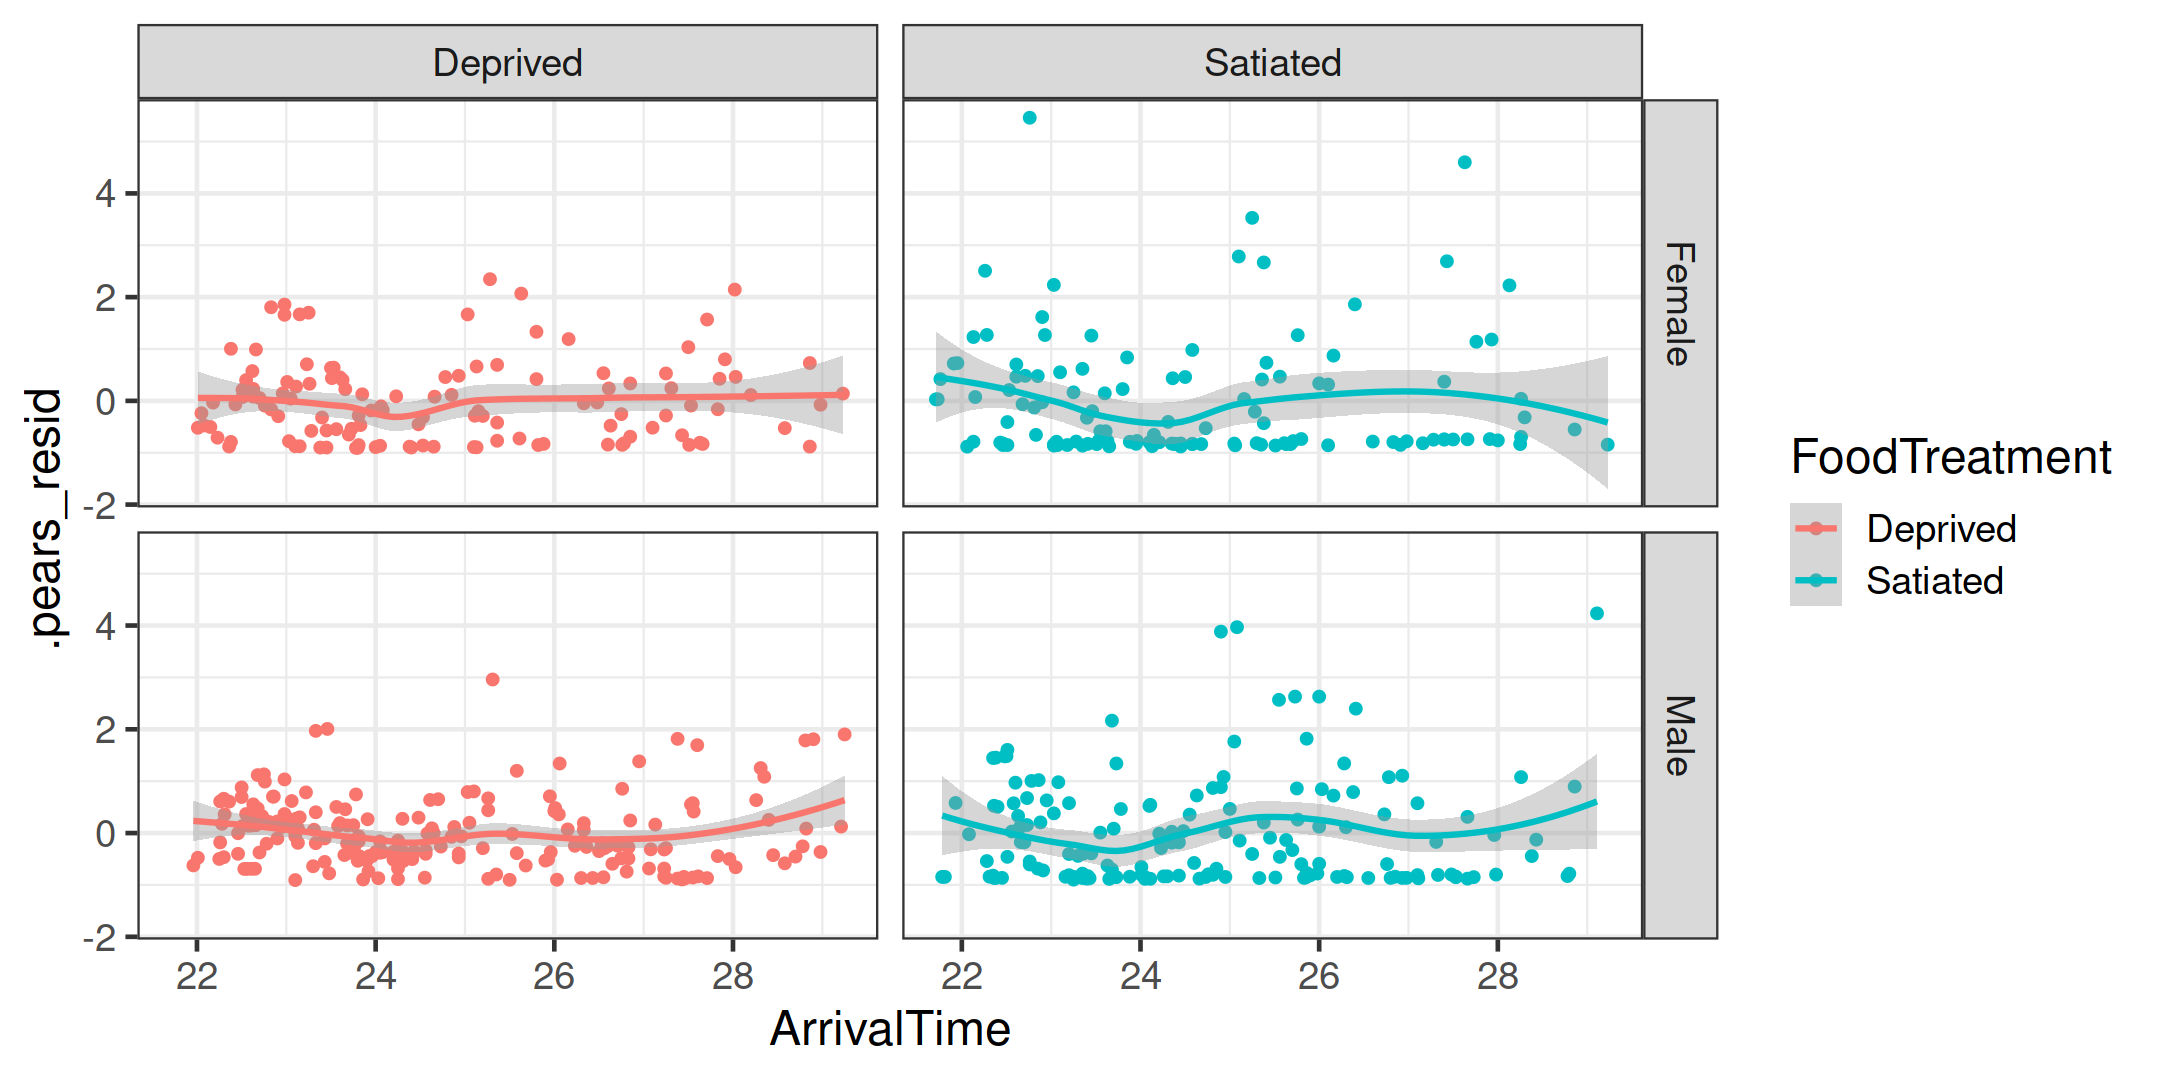 Deprived
Satiated
4
2
0
-2
Female
4
2
0
-2
Male
22
24
26
28
22
24
26
28
ArrivalTime
.pears_resid
FoodTreatment
Deprived
Satiated